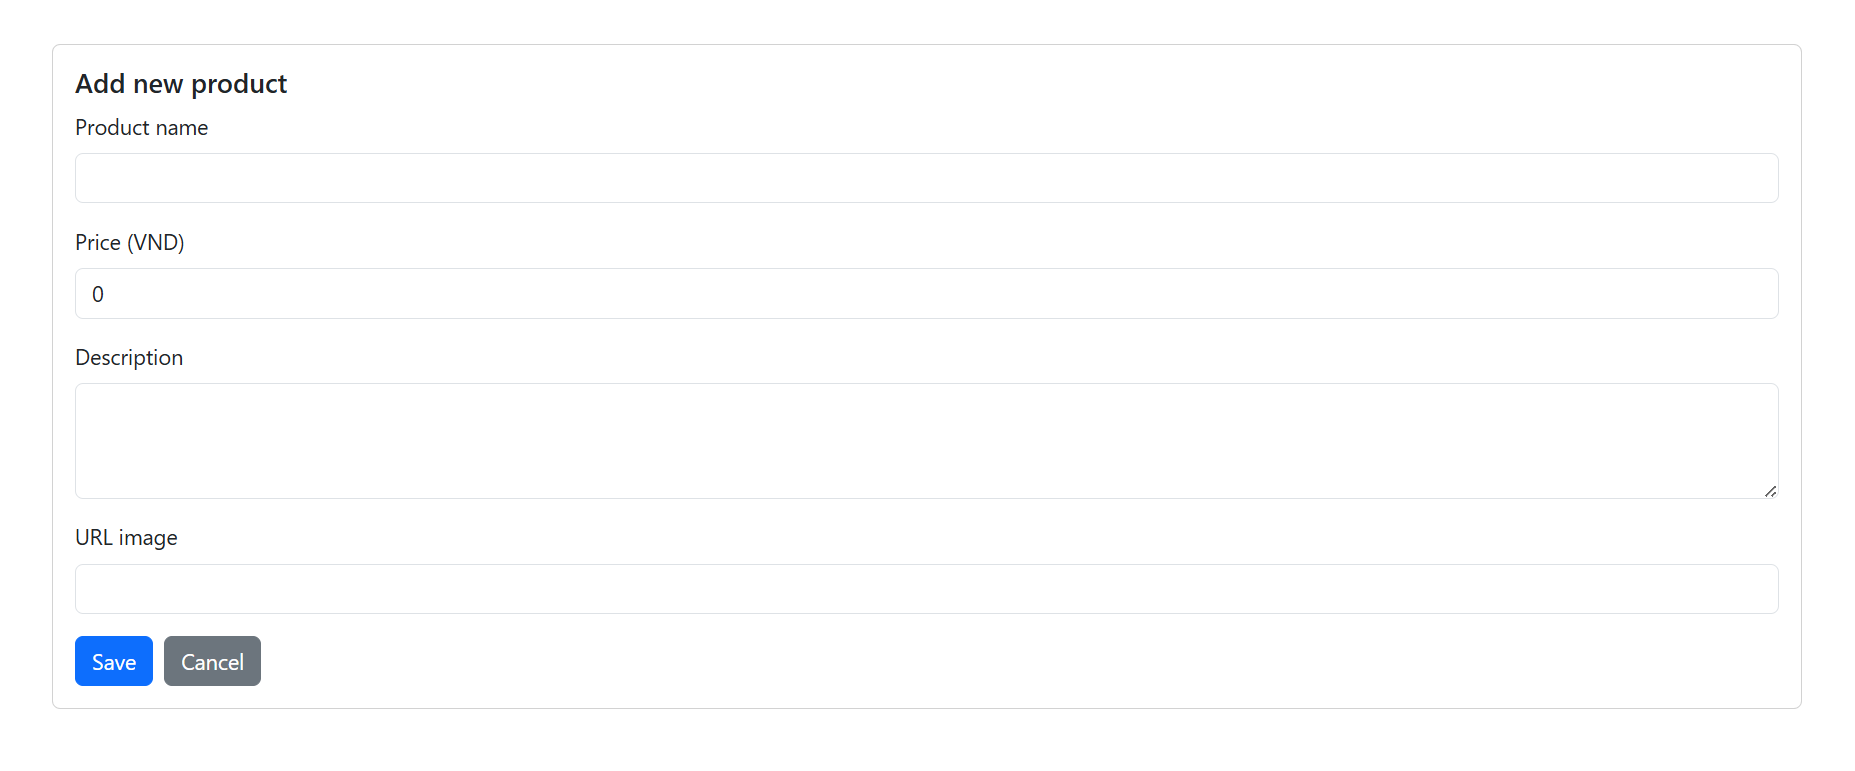 Add new product
Product name
Price (VND)
0
Description
URL image
Save Cancel